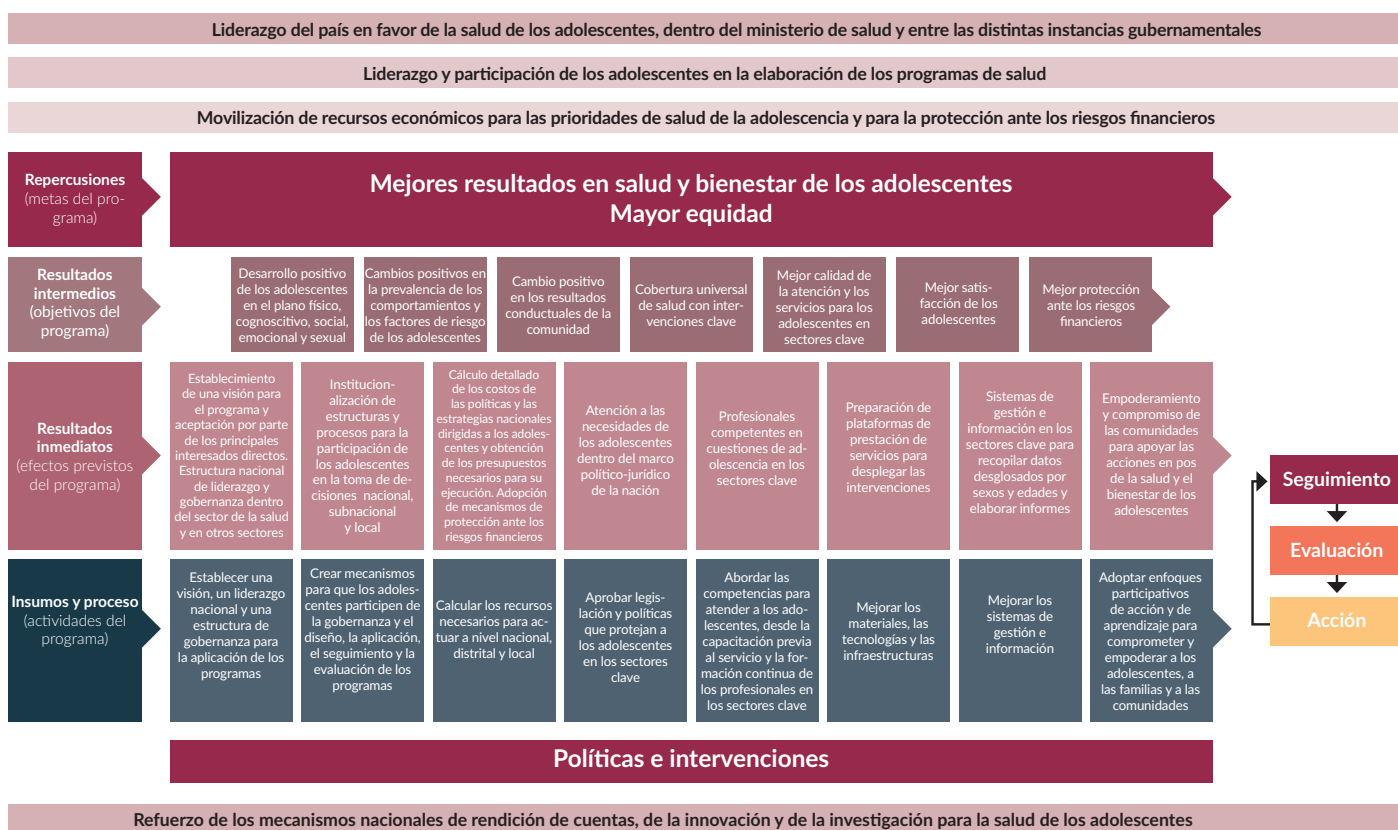 Liderazgo del país en favor de la salud de los adolescentes, dentro del ministerio de salud y entre las distintas instancias gubernamentales
Liderazgo y participación de los adolescentes en la elaboración de los programas de salud
Movilización de recursos económicos para las prioridades de salud de la adolescencia y para la protección ante los riesgos financieros
Repercusiones
(metas del pro-
grama)
Mejores resultados en salud y bienestar de los adolescentes
Mayor equidad
Resultados
intermedios
(objetivos del
programa)
Desarrollo positivo
de los adolescentes
en el plano físico,
cognoscitivo, social,
emocional y sexual
Cambios positivos en
la prevalencia de los
comportamientos y
los factores de riesgo
de los adolescentes
Cambio positivo
en los resultados
conductuales de la
comunidad
Cobertura universal
de salud con inter-
venciones clave
Mejor calidad de
la atención y los
servicios para los
adolescentes en
sectores clave
Mejor satis-
facción de los
adolescentes
Mejor protección
ante los riesgos
financieros
Resultados
inmediatos
(efectos previstos
del programa)
Establecimiento
de una visión para
el programa y
aceptación por parte
de los principales
interesados directos.
Estructura nacional
de liderazgo y
gobernanza dentro
del sector de la salud
y en otros sectores
Institucion-
alización de
estructuras y
procesos para la
participación de
los adolescentes
en la toma de de-
cisiones nacional,
subnacional
y local
Cálculo detallado
de los costos de
las políticas y las
estrategias nacionales
dirigidas a los adoles-
centes y obtención
de los presupuestos
necesarios para su
ejecución. Adopción
de mecanismos de
protección ante los
riesgos financieros
Atención a las
necesidades de
los adolescentes
dentro del marco
político-jurídico
de la nación
Profesionales
competentes en
cuestiones de ad-
olescencia en los
sectores clave
Preparación de
plataformas de
prestación de
servicios para
desplegar las
intervenciones
Sistemas de
gestión e
información en los
sectores clave para
recopilar datos
desglosados por
sexos y edades y
elaborar informes
Empoderamiento
y compromiso de
las comunidades
para apoyar las
acciones en pos
de la salud y el
bienestar de los
adolescentes
Seguimiento
Evaluación
Acción
Insumos y proceso
(actividades del
programa)
Establecer una
visión, un liderazgo
nacional y una
estructura de
gobernanza para
la aplicación de los
programas
Crear mecanismos
para que los adoles-
centes participen de
la gobernanza y el
diseño, la aplicación,
el seguimiento y la
evaluación de los
programas
Calcular los recursos
necesarios para ac-
tuar a nivel nacional,
distrital y local
Aprobar legis-
lación y políticas
que protejan a
los adolescentes
en los sectores
clave
Abordar las
competencias para
atender a los ado-
lescentes, desde la
capacitación previa
al servicio y la for-
mación continua de
los profesionales en
los sectores clave
Mejorar los
materiales, las
tecnologías y las
infraestructuras
Mejorar los
sistemas de
gestión e
información
Adoptar enfoques
participativos
de acción y de
aprendizaje para
comprometer y
empoderar a los
adolescentes, a
las familias y a las
comunidades
Políticas e intervenciones
Refuerzo de los mecanismos nacionales de rendición de cuentas, de la innovación y de la investigación para la salud de los adolescentes